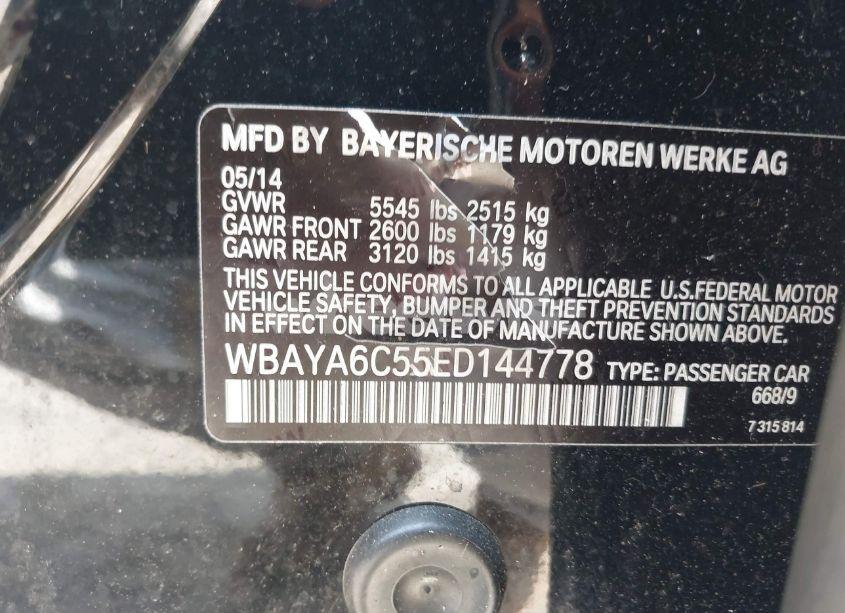 MFD BY BAYERISCHE MOTOREN WERKE AG
05/14
GVWR 5545 lbs 2515 kg
GAWR FRONT 2600 lbs 1179 kg
GAWR REAR 3120 lbs 1415 kg
THIS VEHICLE CONFORMS TO ALL APPLICABLE U.S.FEDERAL MOTOR
VEHICLE SAFETY, BUMPER AND THEFT PREVENTION STANDARDS
IN EFFECT ON THE DATE OF MANUFACTURE SHOWN ABOVE.
WBAYA6C55ED144778 TYPE: PASSENGER CAR
668/9
7 315 814